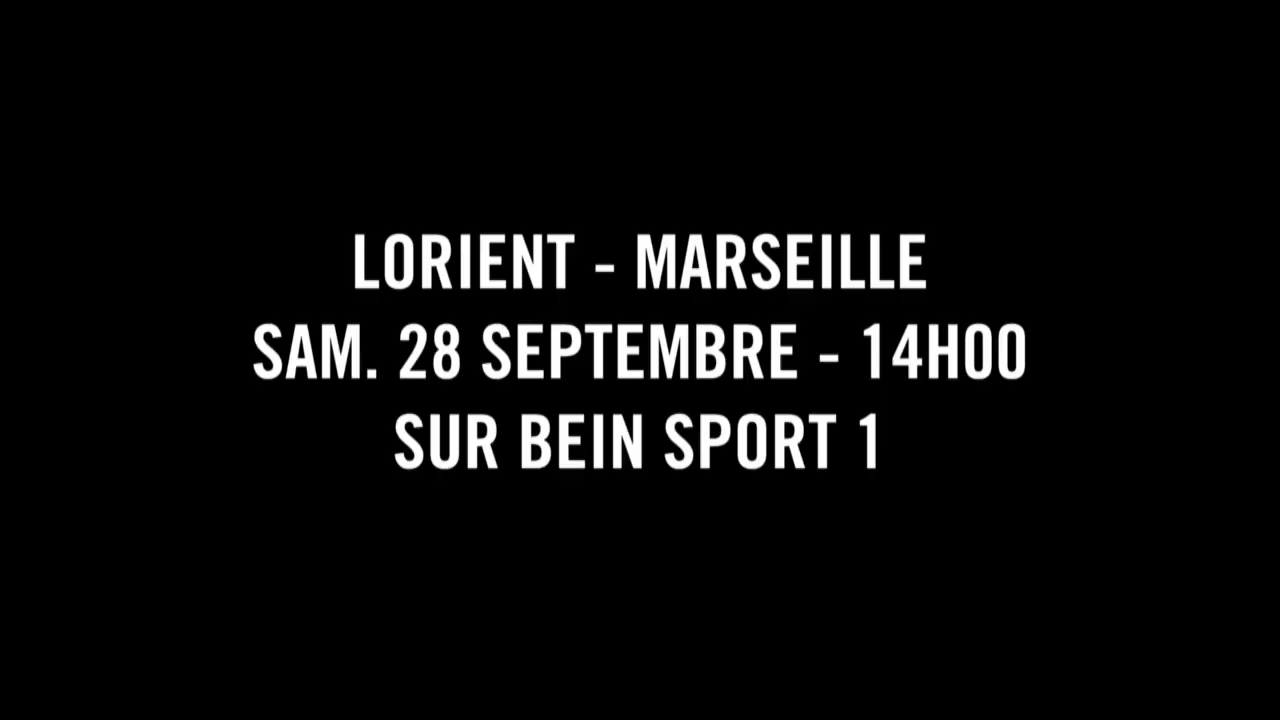 LORIENT - MARSEILLE
SAM. 28 SEPTEMBRE - 14H00
SUR BEIN SPORT 1